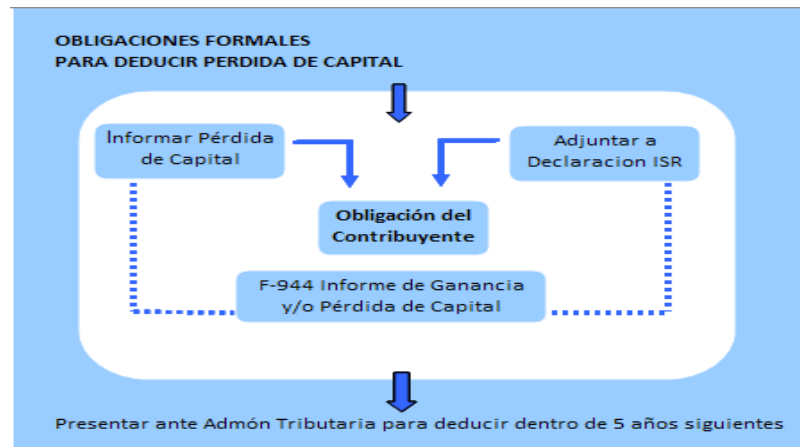 OBLIGACIONES FORMALES
PARA DEDUCIR PERDIDA DE CAPITAL
Informar Pérdida
de Capital
Adjuntar a
Declaracion ISR
Obligación del
Contribuyente
F-944 Informe de Ganancia
y/o Pérdida de Capital
Presentar ante Admón Tributaria para deducir dentro de 5 años siguientes